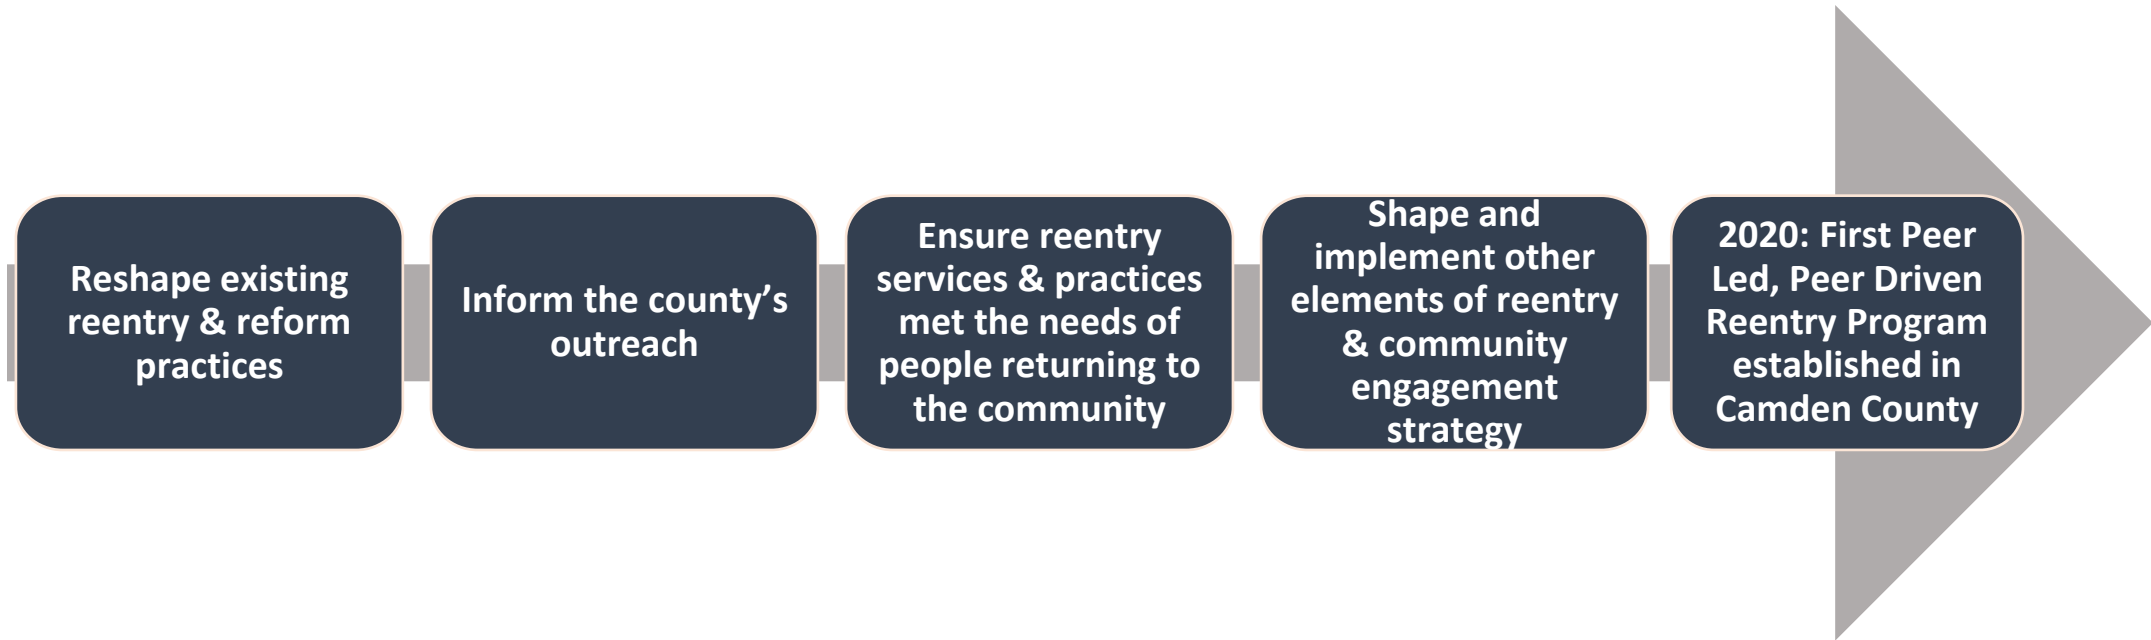 Reshape existing
reentry & reform
practices
Inform the county’s
outreach
Ensure reentry
services & practices
met the needs of
people returning to
the community
Shape and
implement other
elements of reentry
& community
engagement
strategy
2020: First Peer
Led, Peer Driven
Reentry Program
established in
Camden County